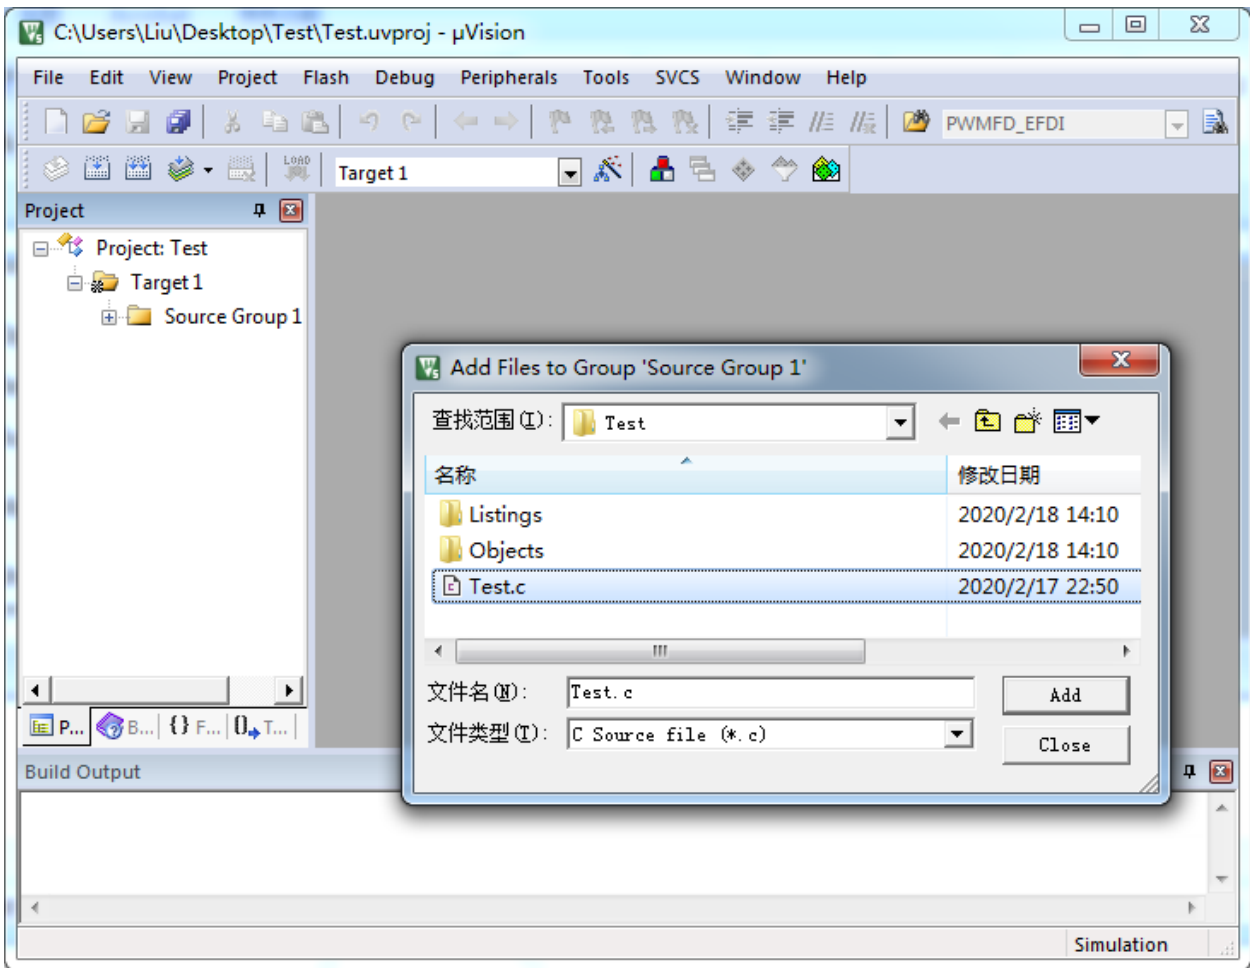 C:\Users\Liu\Desktop\Test\Test.uvproj - µVision
File Edit View Project Flash Debug Peripherals Tools SVCS Window Help
PWMFD_EFDI
LOAD
Target 1
Project
Project: Test
Target 1
Source Group 1
Add Files to Group 'Source Group 1'
查找范围(I): Test
名称 修改日期
Listings 2020/2/18 14:10
Objects 2020/2/18 14:10
Test.c 2020/2/17 22:50
文件名(N): Test.c Add
文件类型(T): C Source file (*.c) Close
P... B... {} F... 0 T...
Build Output
Simulation